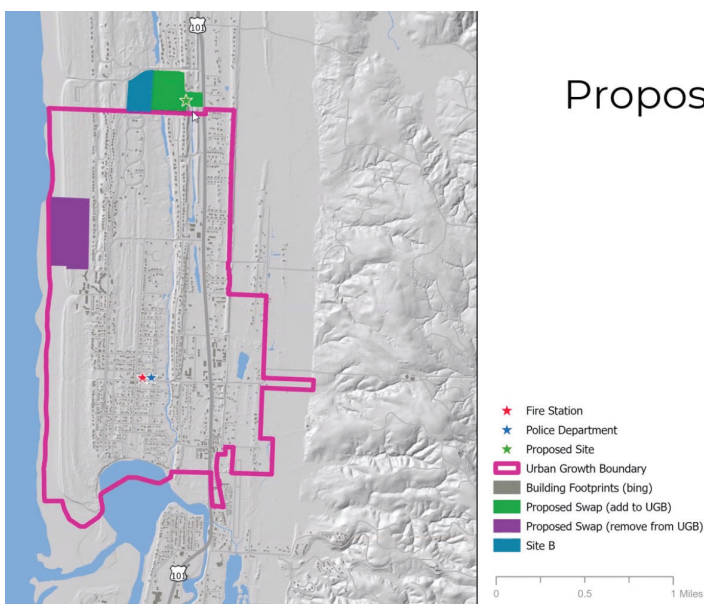 101
Propos
Fire Station
Police Department
Proposed Site
Urban Growth Boundary
Building Footprints (bing)
Proposed Swap (add to UGB)
Proposed Swap (remove from UGB)
Site B
101
0 0.5 1 Miles